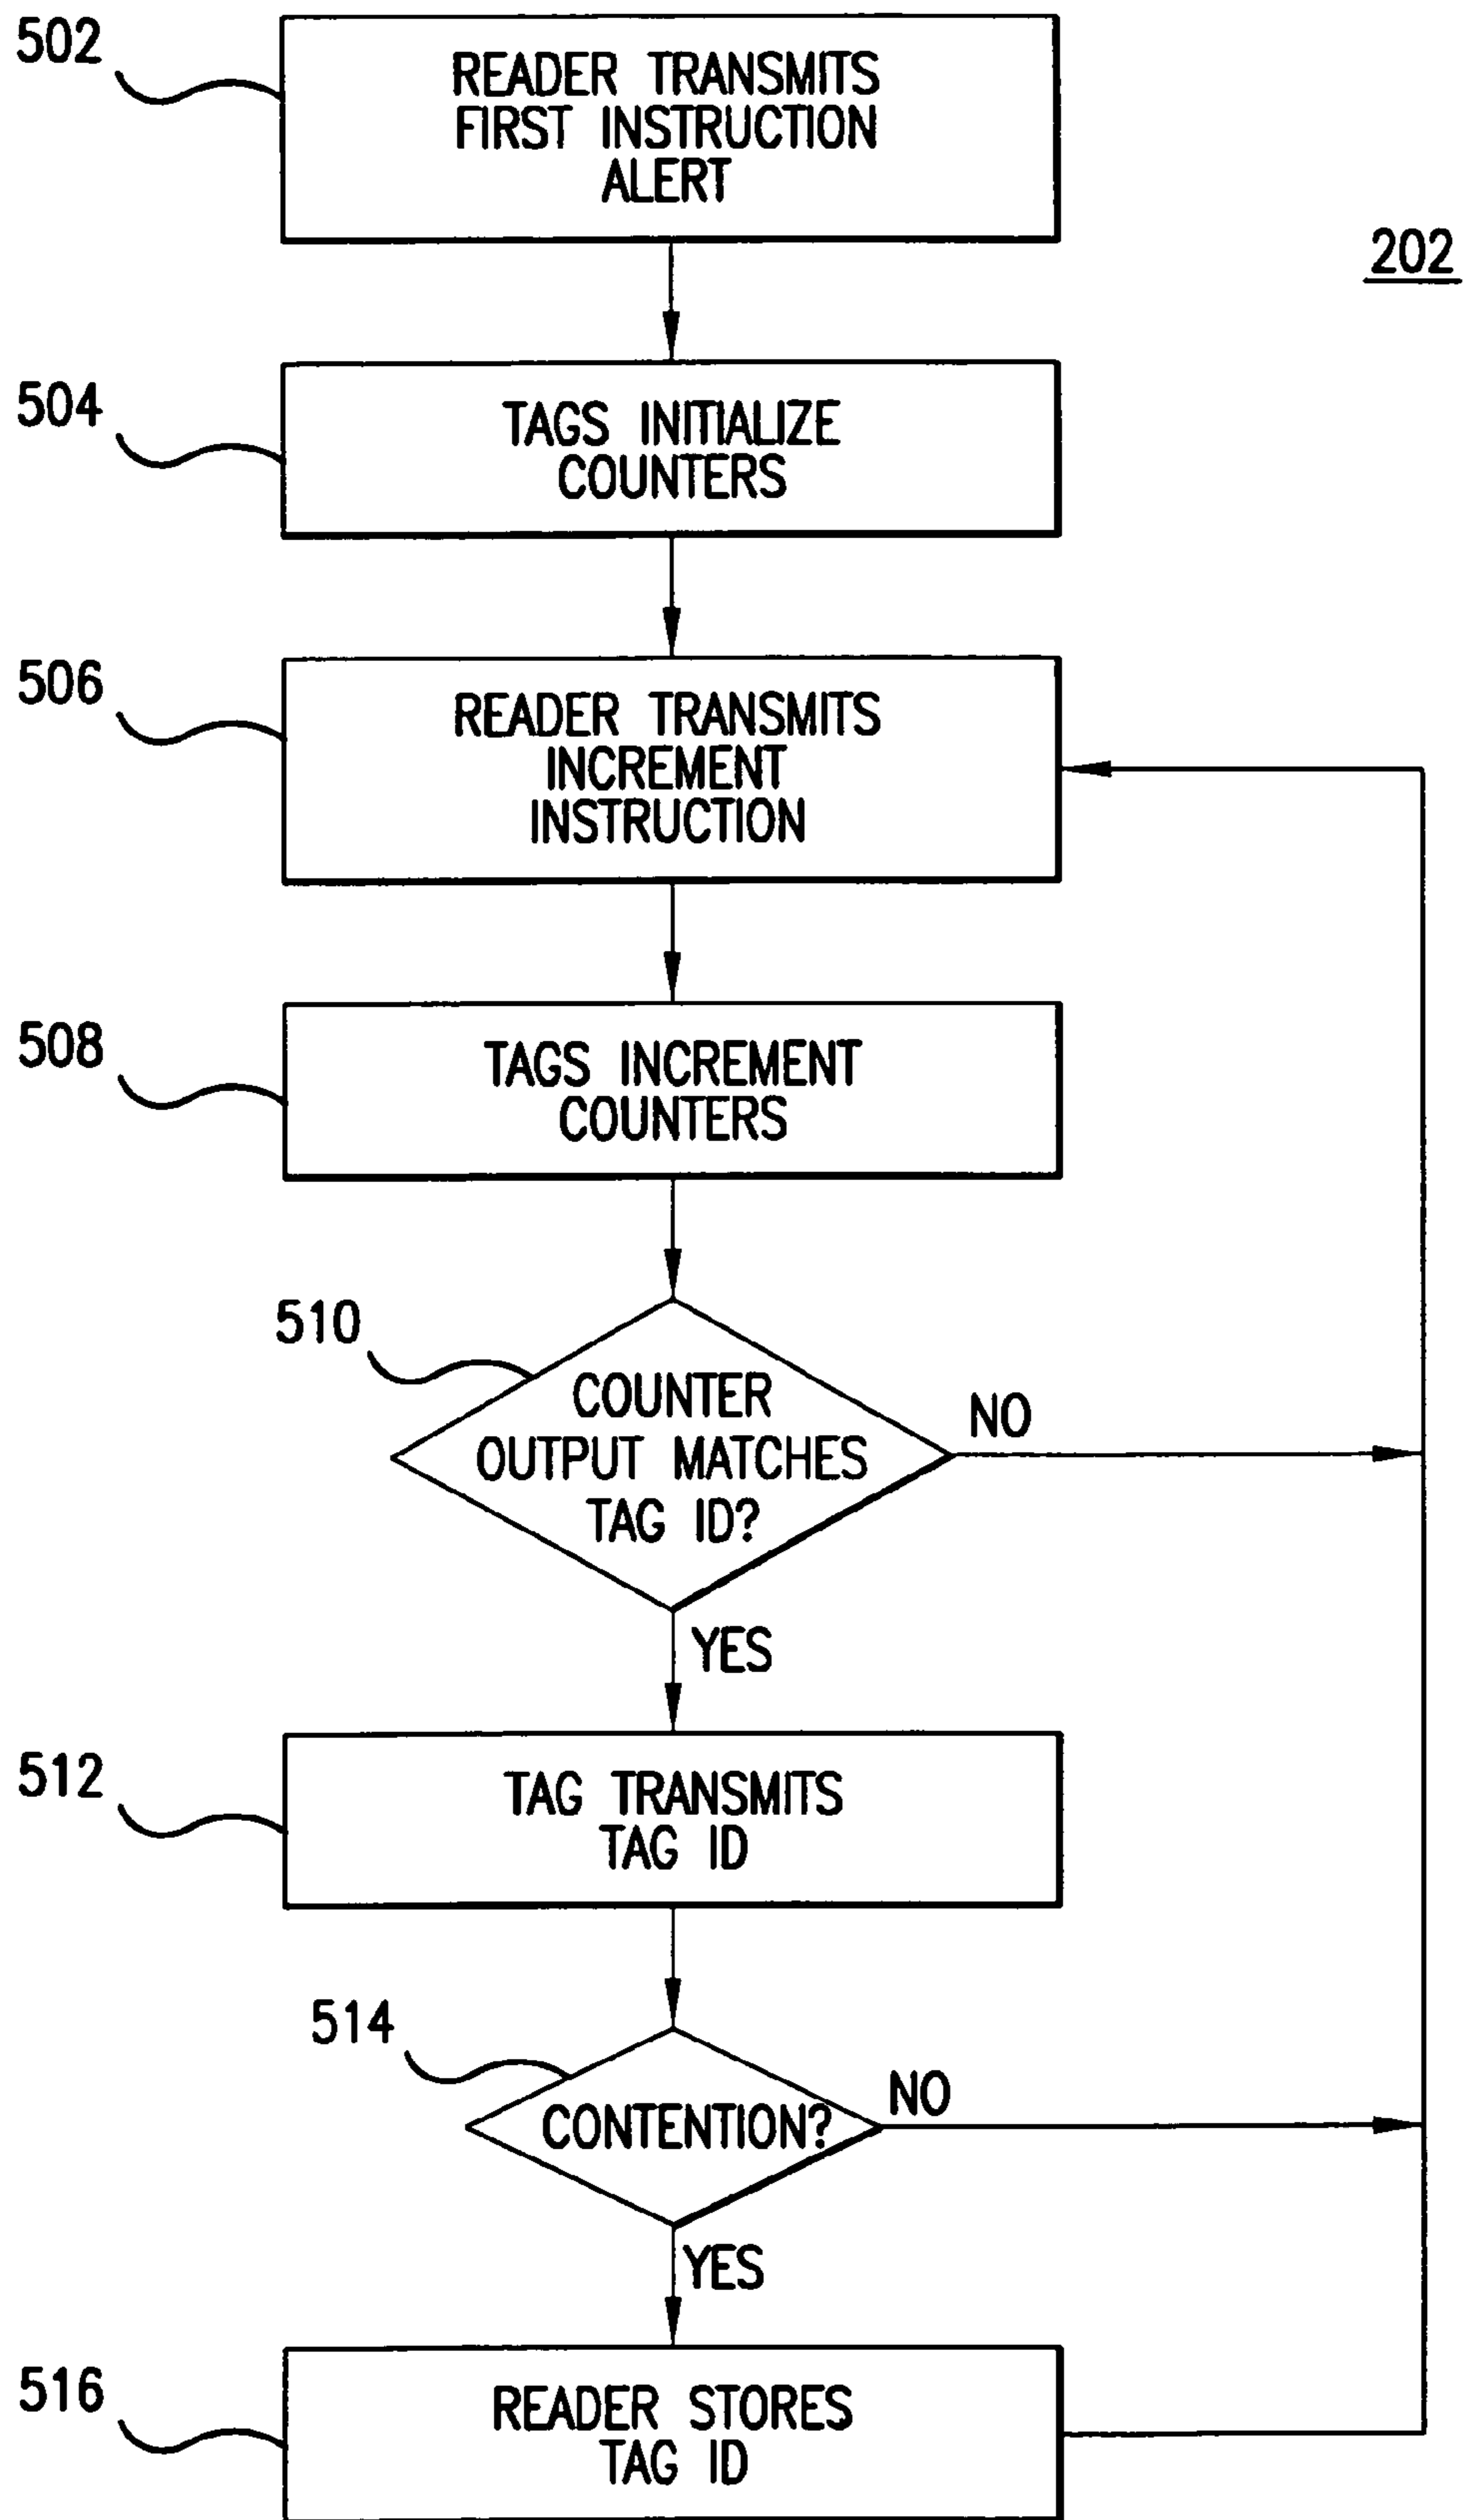 502
READER TRANSMITS
FIRST INSTRUCTION
ALERT
202
504
TAGS INITIALIZE
COUNTERS
506
READER TRANSMITS
INCREMENT
INSTRUCTION
508
TAGS INCREMENT
COUNTERS
510
COUNTER
OUTPUT MATCHES
TAG ID?
NO
YES
512
TAG TRANSMITS
TAG ID
514
CONTENTION?
NO
YES
516
READER STORES
TAG ID